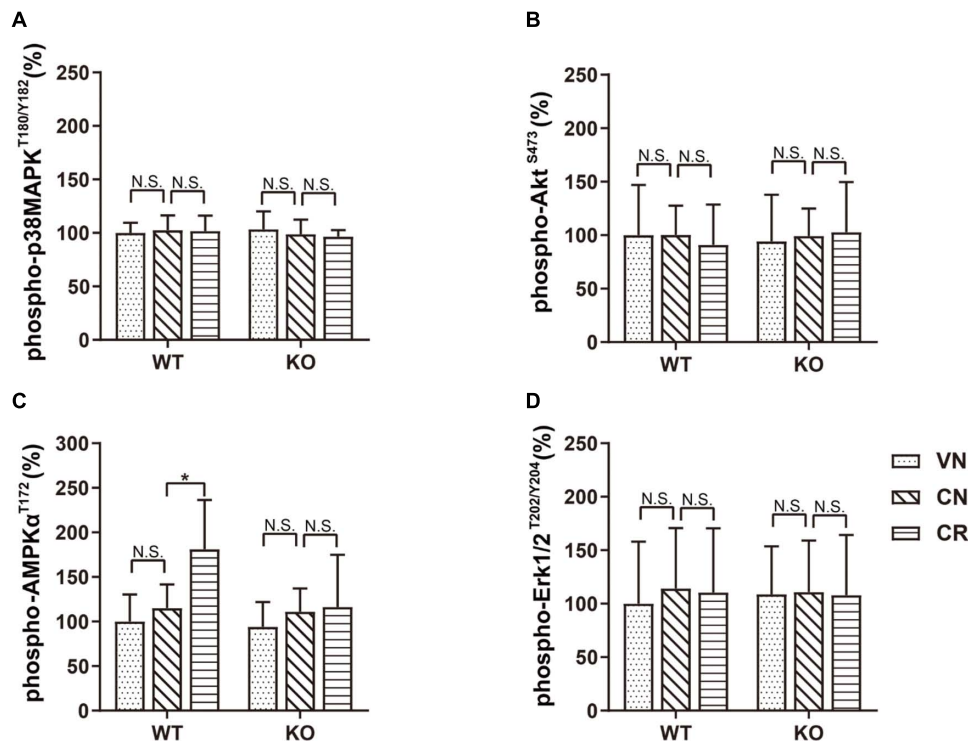 A
phospho-p38MAPK T180/Y182 (%)
250
200
150
100
50
0
N.S. N.S. N.S. N.S.
WT KO
B
phospho-Akt S473 (%)
250
200
150
100
50
0
N.S. N.S. N.S. N.S.
WT KO
C
phospho-AMPKα T172 (%)
300
250
200
150
100
50
0
N.S. * N.S. N.S.
WT KO
D
phospho-Erk1/2 T202/Y204 (%)
250
200
150
100
50
0
N.S. N.S. N.S. N.S.
WT KO
VN
CN
CR